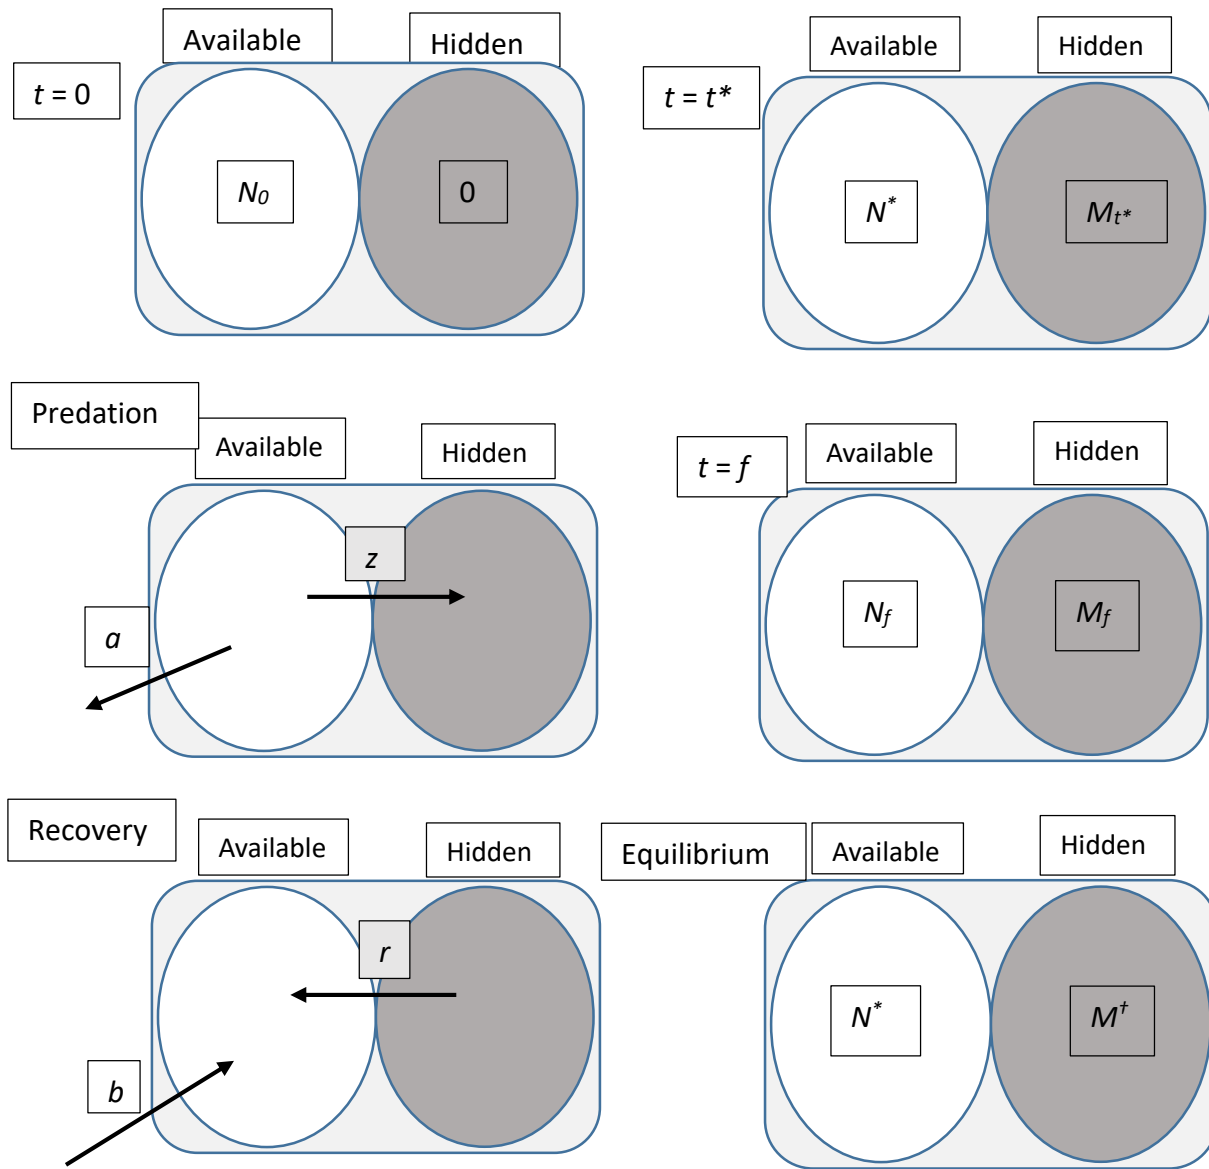 Available
Hidden
t = 0
N0
0
Available
Hidden
t = t*
N*
Mt*
Predation
Available
Hidden
z
a
Available
Hidden
t = f
Nf
Mf
Recovery
Available
Hidden
r
b
Equilibrium
Available
Hidden
N*
M†